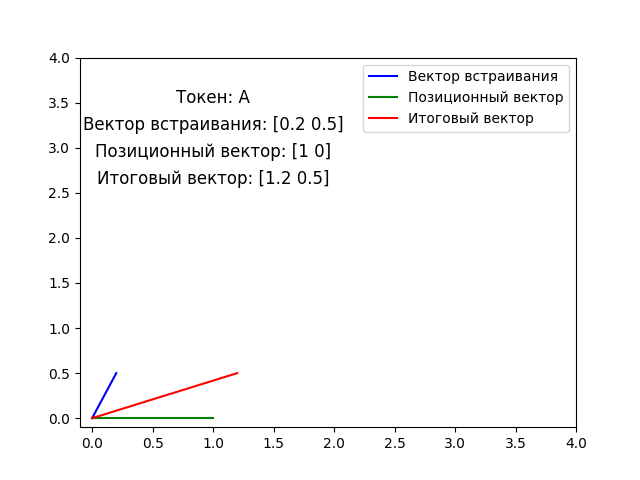 Токен: A
Вектор встраивания: [0.2 0.5]
Позиционный вектор: [1 0]
Итоговый вектор: [1.2 0.5]
Вектор встраивания
Позиционный вектор
Итоговый вектор
4.0
3.5
3.0
2.5
2.0
1.5
1.0
0.5
0.0
0.0 0.5 1.0 1.5 2.0 2.5 3.0 3.5 4.0